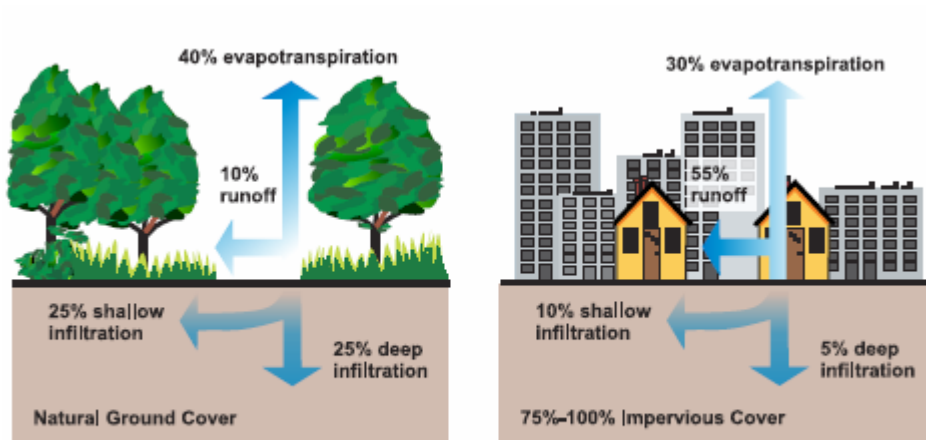 40% evapotranspiration
10%
runoff
25% shallow
infiltration
25% deep
infiltration
Natural Ground Cover
30% evapotranspiration
55%
runoff
10% shallow
infiltration
5% deep
infiltration
75%–100% Impervious Cover